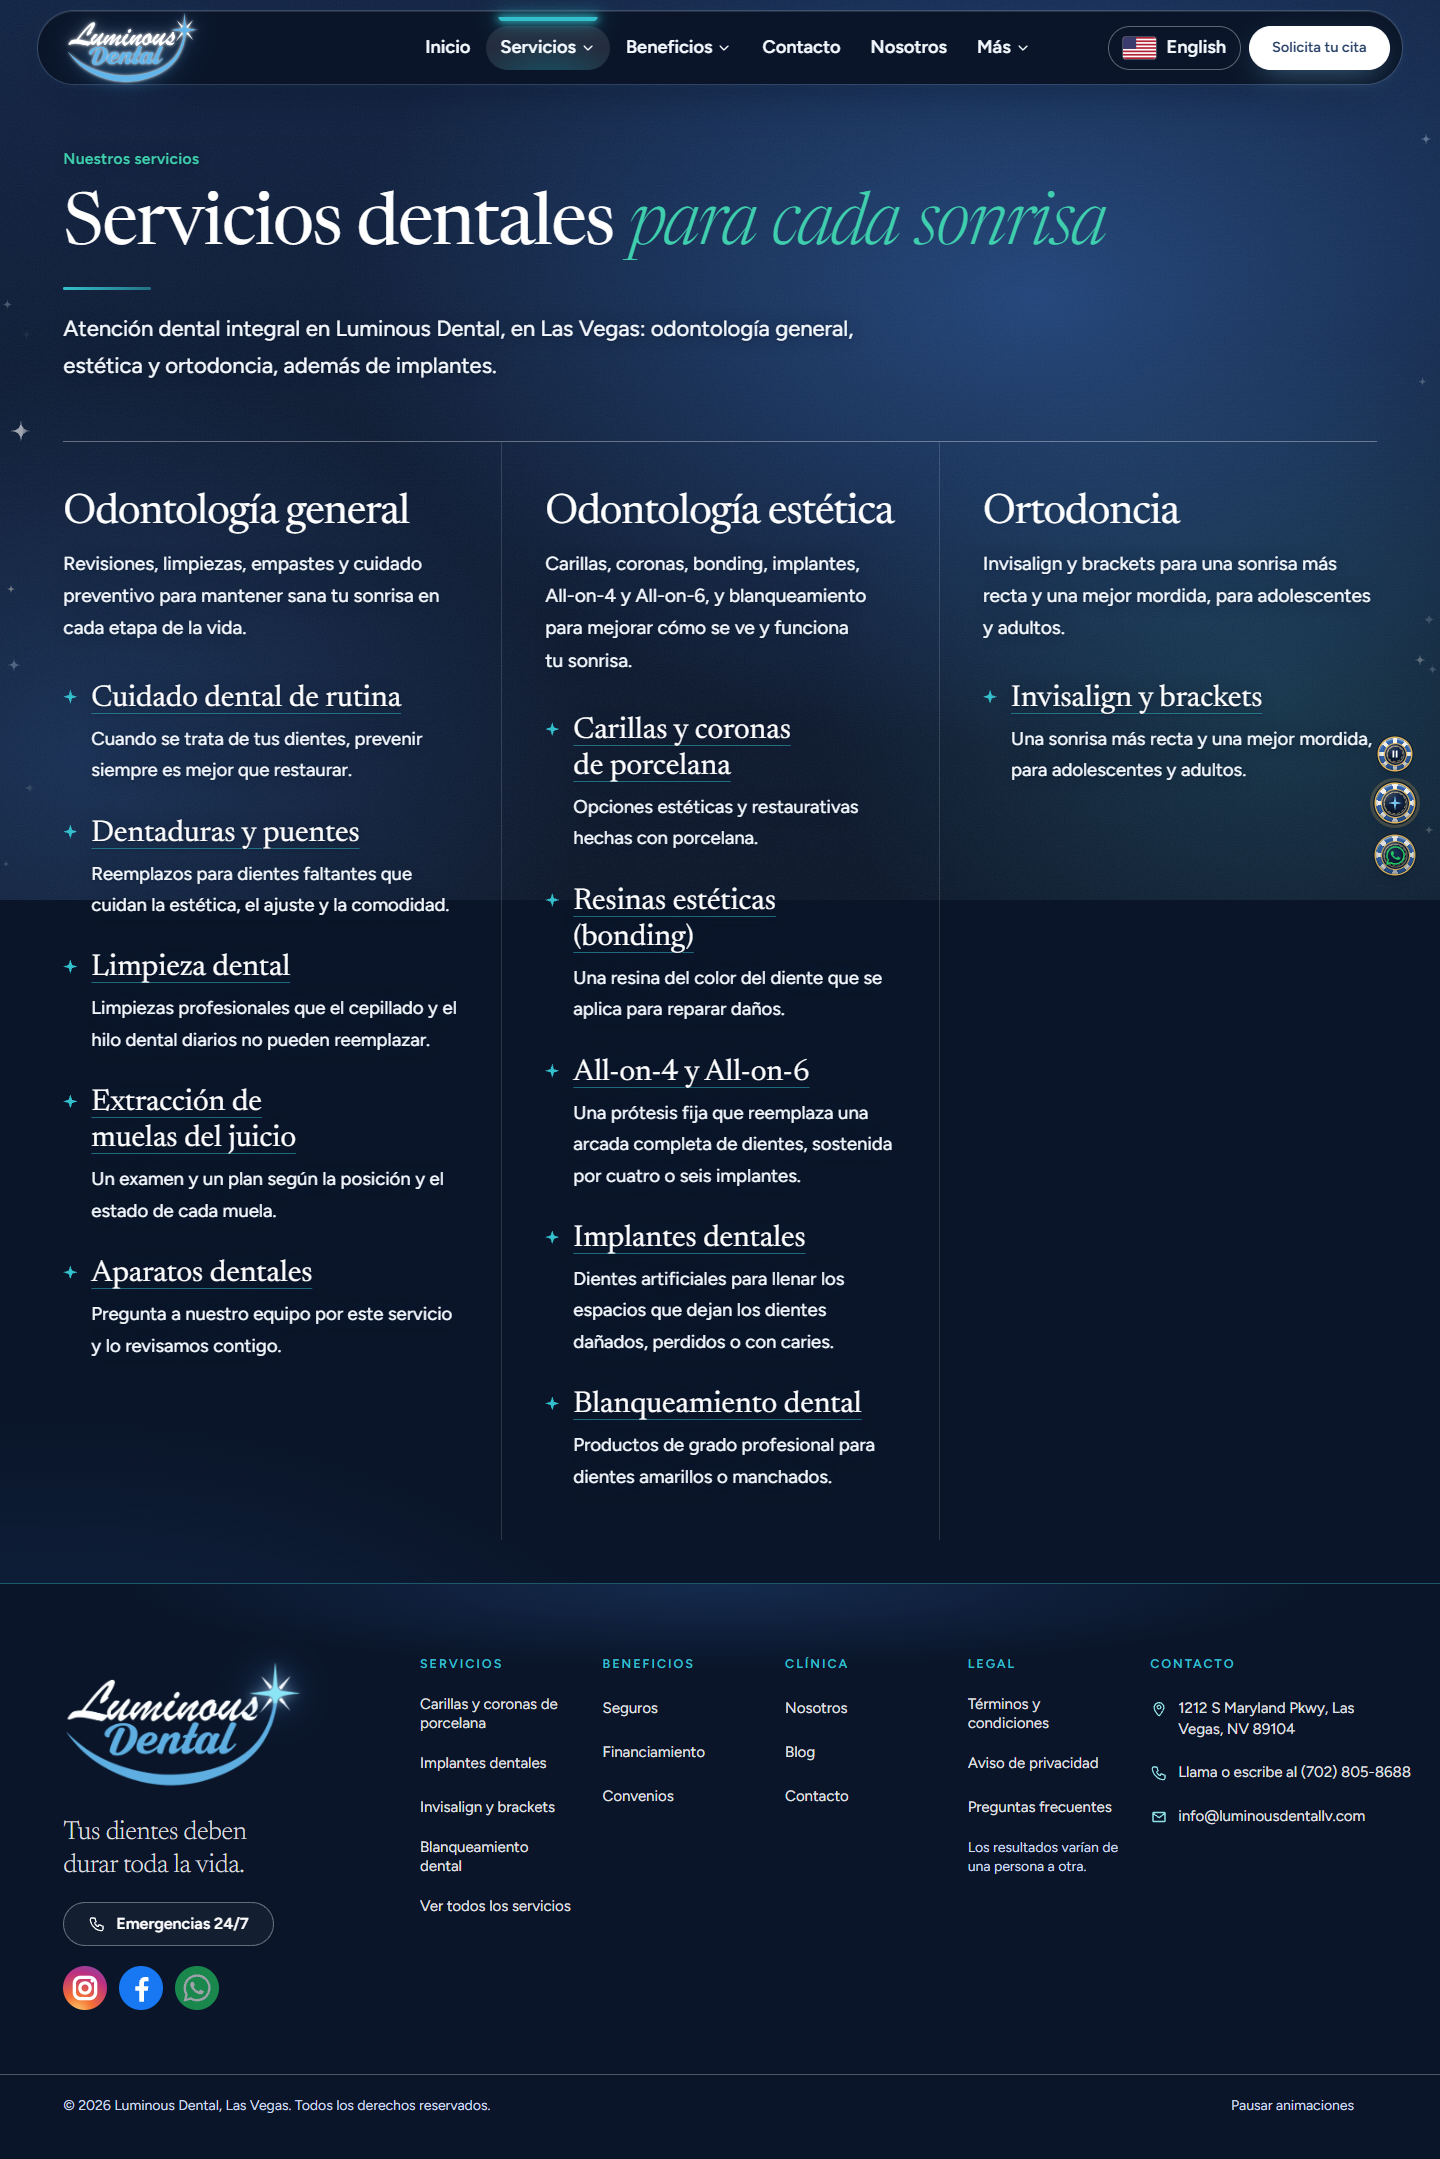 Luminous
Dental
Inicio
Servicios
Beneficios
Contacto
Nosotros
Más
English
Solicita tu cita
Nuestros servicios
Servicios dentales para cada sonrisa
Atención dental integral en Luminous Dental, en Las Vegas: odontología general,
estética y ortodoncia, además de implantes.
Odontología general
Revisiones, limpiezas, empastes y cuidado
preventivo para mantener sana tu sonrisa en
cada etapa de la vida.
Cuidado dental de rutina
Cuando se trata de tus dientes, prevenir
siempre es mejor que restaurar.
Dentaduras y puentes
Reemplazos para dientes faltantes que
cuidan la estética, el ajuste y la comodidad.
Limpieza dental
Limpiezas profesionales que el cepillado y el
hilo dental diarios no pueden reemplazar.
Extracción de
muelas del juicio
Un examen y un plan según la posición y el
estado de cada muela.
Aparatos dentales
Pregunta a nuestro equipo por este servicio
y lo revisamos contigo.
Odontología estética
Carillas, coronas, bonding, implantes,
All-on-4 y All-on-6, y blanqueamiento
para mejorar cómo se ve y funciona
tu sonrisa.
Carillas y coronas
de porcelana
Opciones estéticas y restaurativas
hechas con porcelana.
Resinas estéticas
(bonding)
Una resina del color del diente que se
aplica para reparar daños.
All-on-4 y All-on-6
Una prótesis fija que reemplaza una
arcada completa de dientes, sostenida
por cuatro o seis implantes.
Implantes dentales
Dientes artificiales para llenar los
espacios que dejan los dientes
dañados, perdidos o con caries.
Blanqueamiento dental
Productos de grado profesional para
dientes amarillos o manchados.
Ortodoncia
Invisalign y brackets para una sonrisa más
recta y una mejor mordida, para adolescentes
y adultos.
Invisalign y brackets
Una sonrisa más recta y una mejor mordida,
para adolescentes y adultos.
Luminous
Dental
Tus dientes deben
durar toda la vida.
Emergencias 24/7
SERVICIOS
Carillas y coronas de
porcelana
Implantes dentales
Invisalign y brackets
Blanqueamiento
dental
Ver todos los servicios
BENEFICIOS
Seguros
Financiamiento
Convenios
CLÍNICA
Nosotros
Blog
Contacto
LEGAL
Términos y
condiciones
Aviso de privacidad
Preguntas frecuentes
Los resultados varían de
una persona a otra.
CONTACTO
1212 S Maryland Pkwy, Las
Vegas, NV 89104
Llama o escribe al (702) 805-8688
info@luminousdentallv.com
© 2026 Luminous Dental, Las Vegas. Todos los derechos reservados.
Pausar animaciones